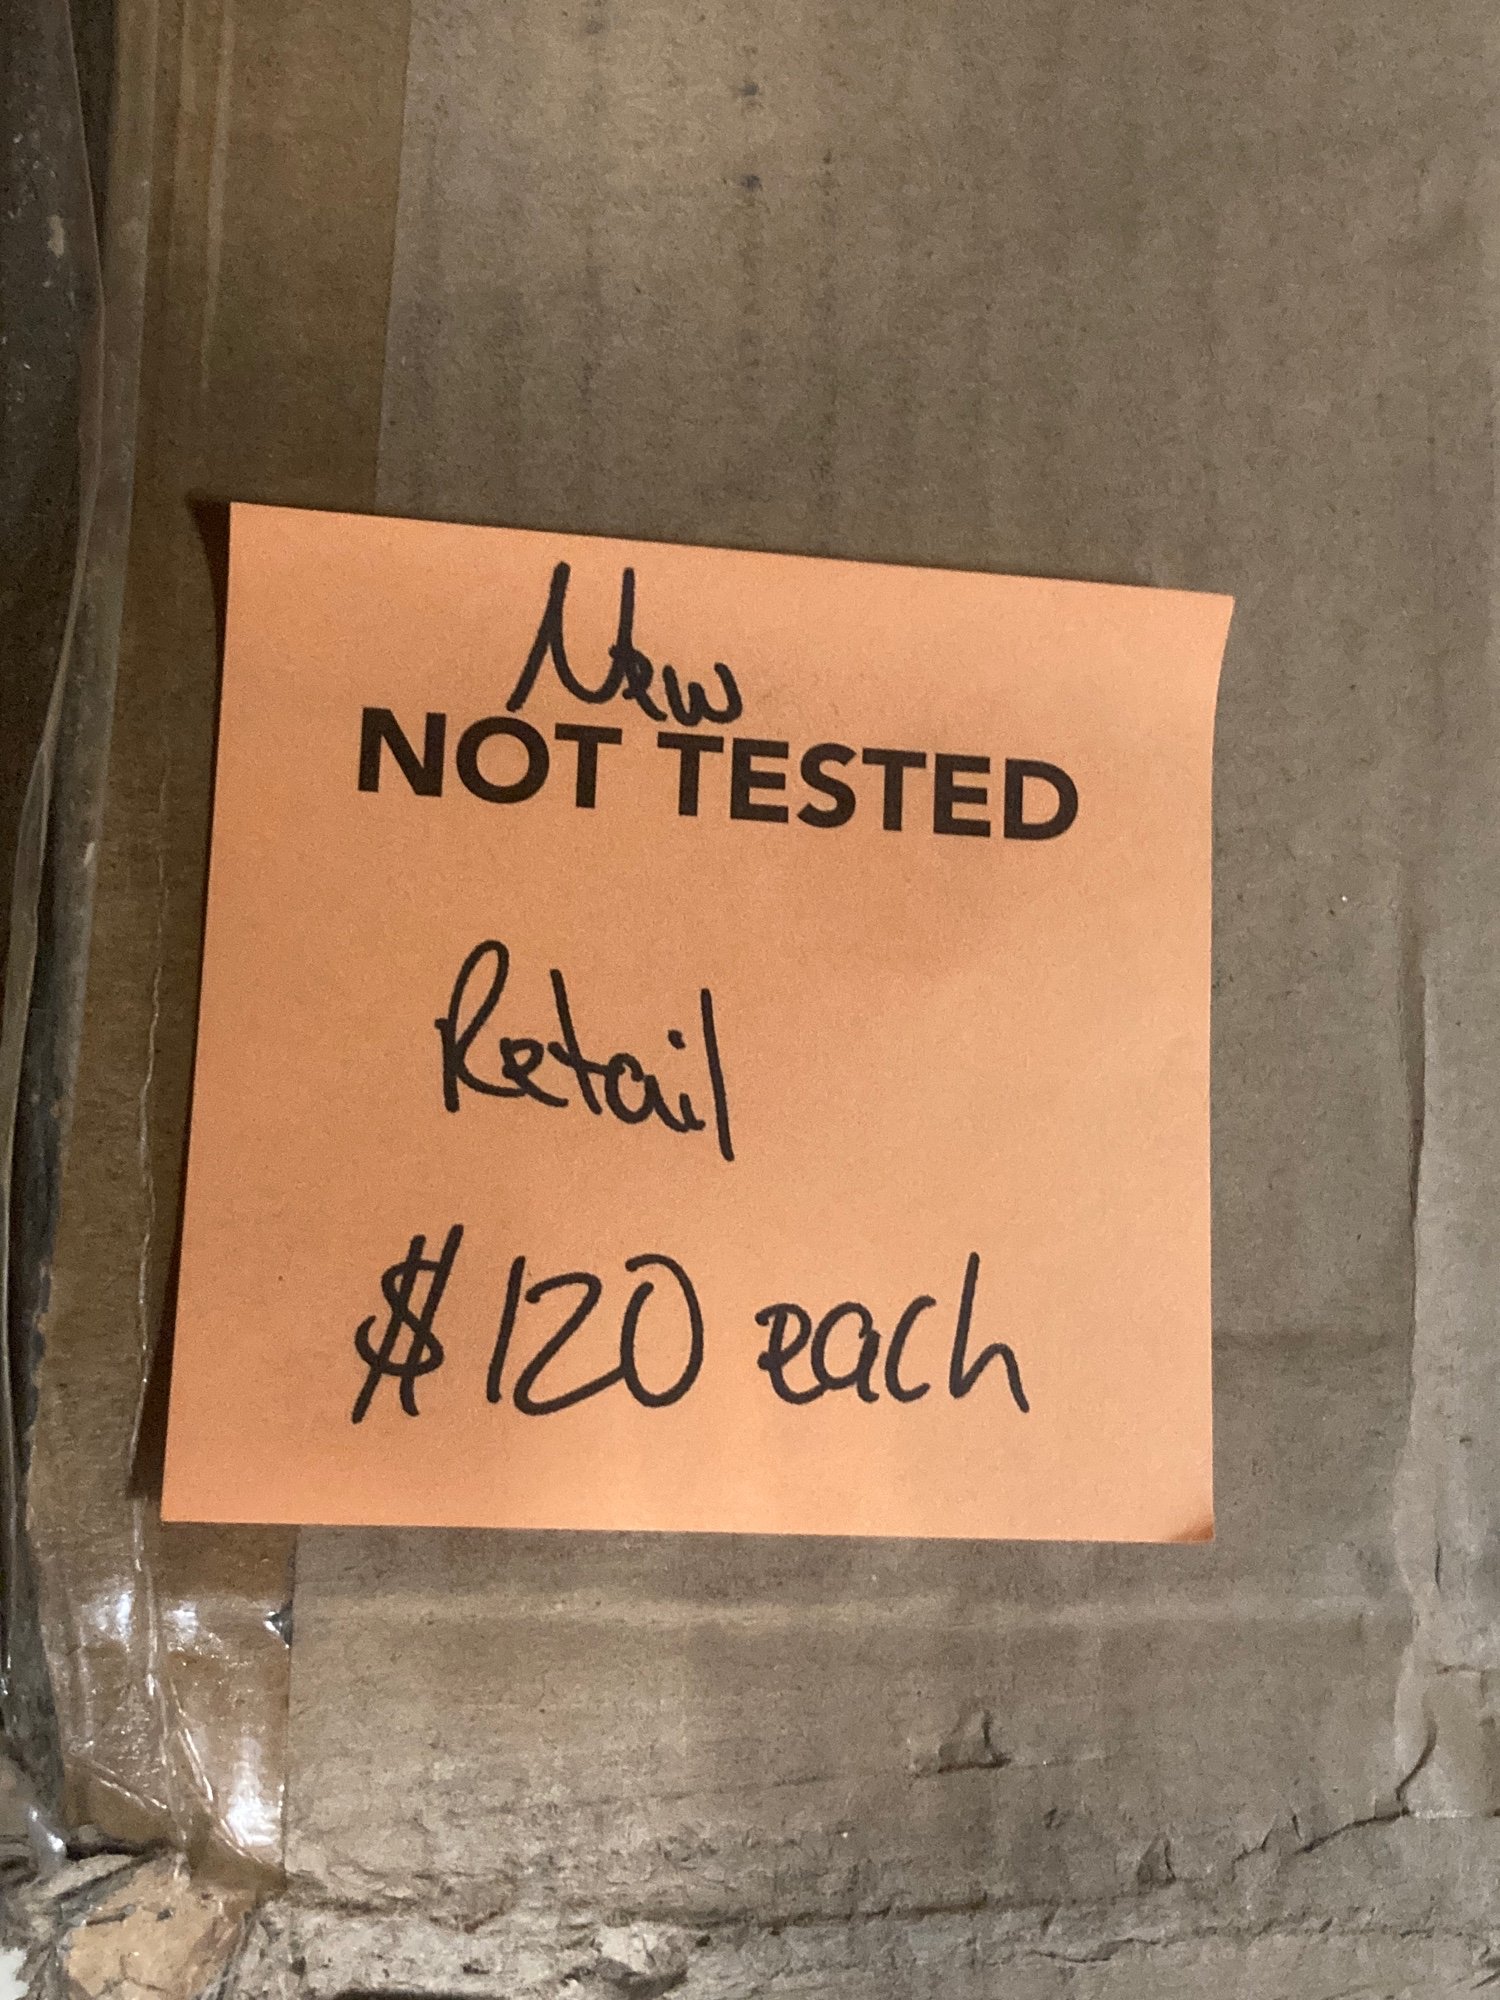 New
NOT TESTED
Retail
$120 each